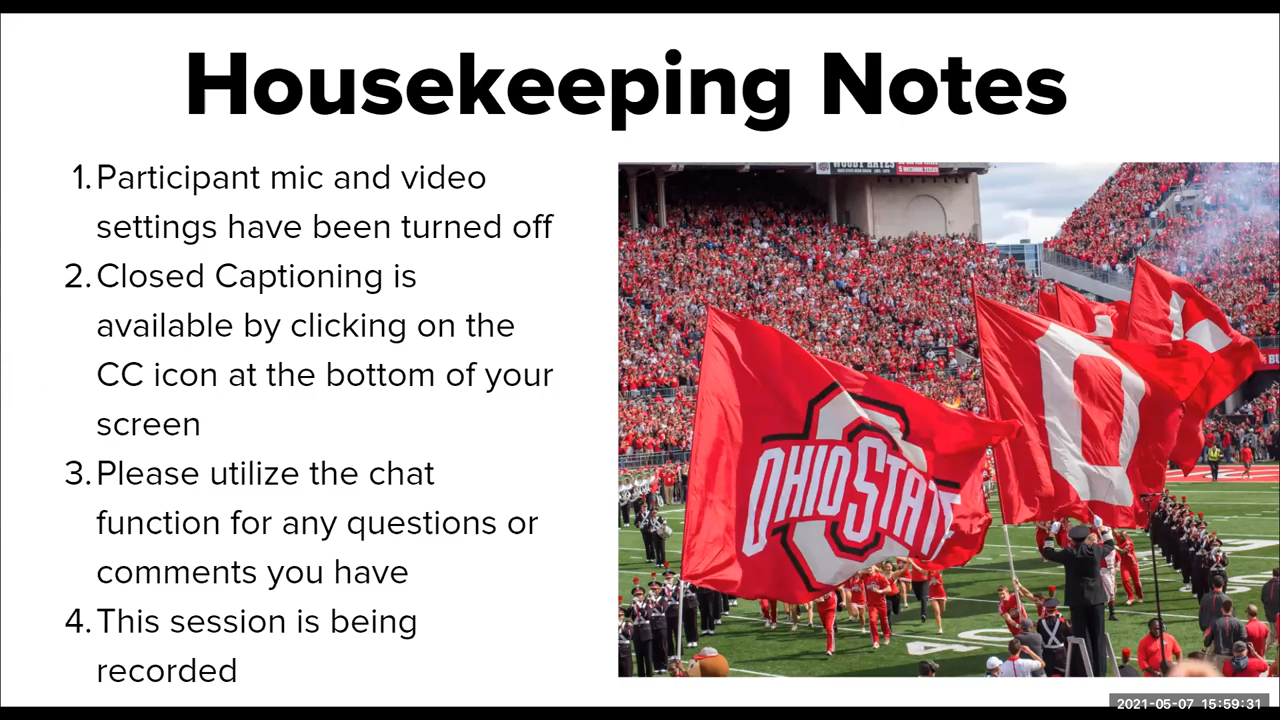 Housekeeping Notes
1. Participant mic and video
settings have been turned off
2. Closed Captioning is
available by clicking on the
CC icon at the bottom of your
screen
3. Please utilize the chat
function for any questions or
comments you have
4. This session is being
recorded
WOODY HAYES
OHIO STATE
2021-05-07 15:59:31